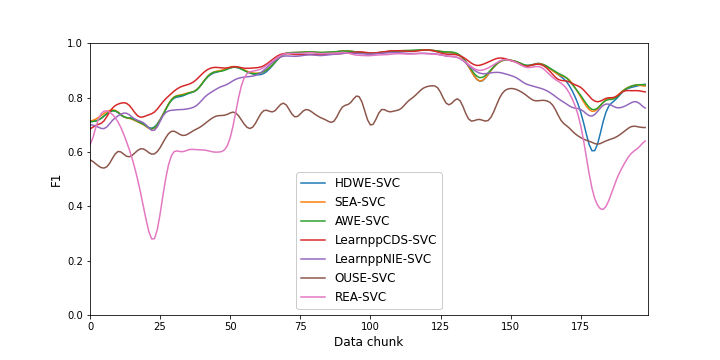 1.0
0.8
0.6
0.4
0.2
0.0
F1
HDWE-SVC
SEA-SVC
AWE-SVC
LearnppCDS-SVC
LearnppNIE-SVC
OUSE-SVC
REA-SVC
0 25 50 75 100 125 150 175
Data chunk